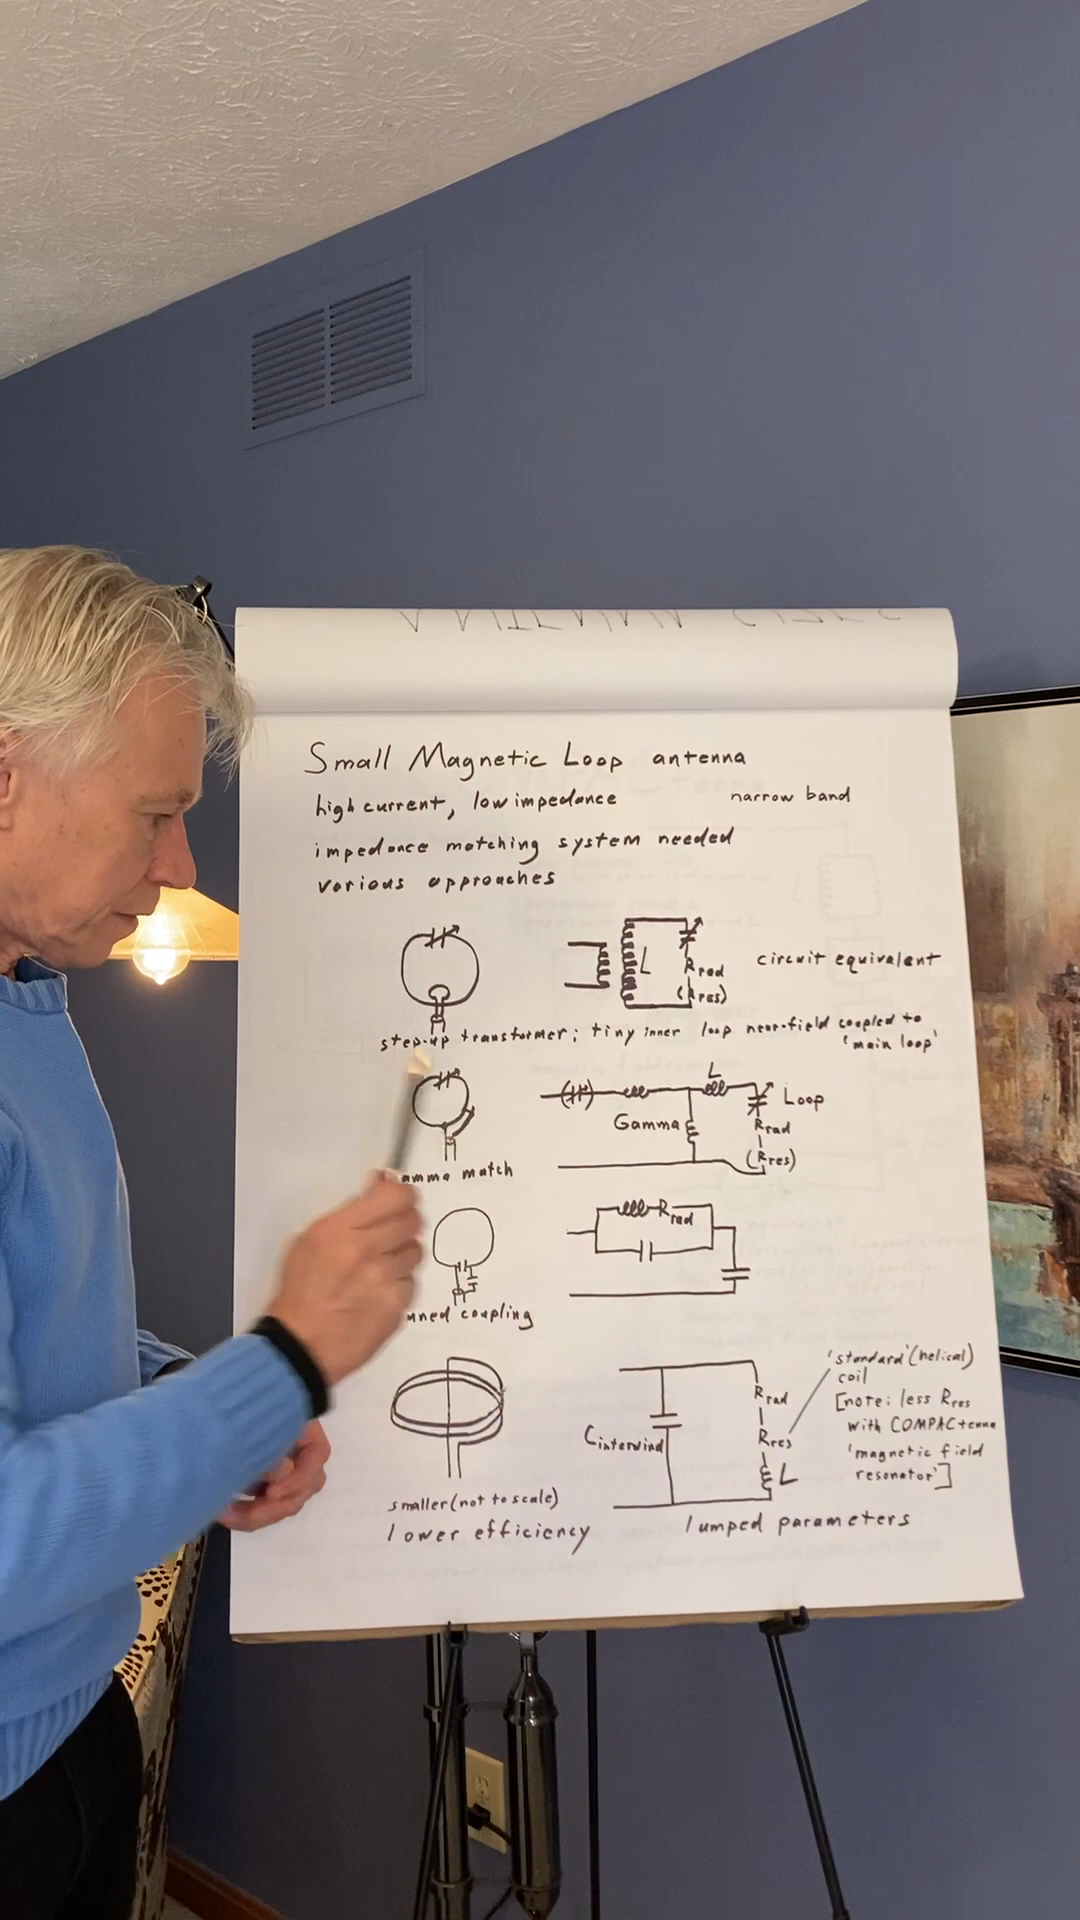 Small Magnetic Loop antenna
high current, low impedance narrow band
impedance matching system needed
various approaches
L
Rrad
(Rres)
circuit equivalent
step-up transformer; tiny inner loop near-field coupled to
'main loop'
L
Loop
Gamma
Rrad
(Rres)
amma match
Rrad
uned coupling
'standard' (helical)
coil
[note: less Rres
with COMPACtenna
'magnetic field
resonator']
Rrad
Cinterwind
Rres
L
smaller (not to scale)
lower efficiency
lumped parameters